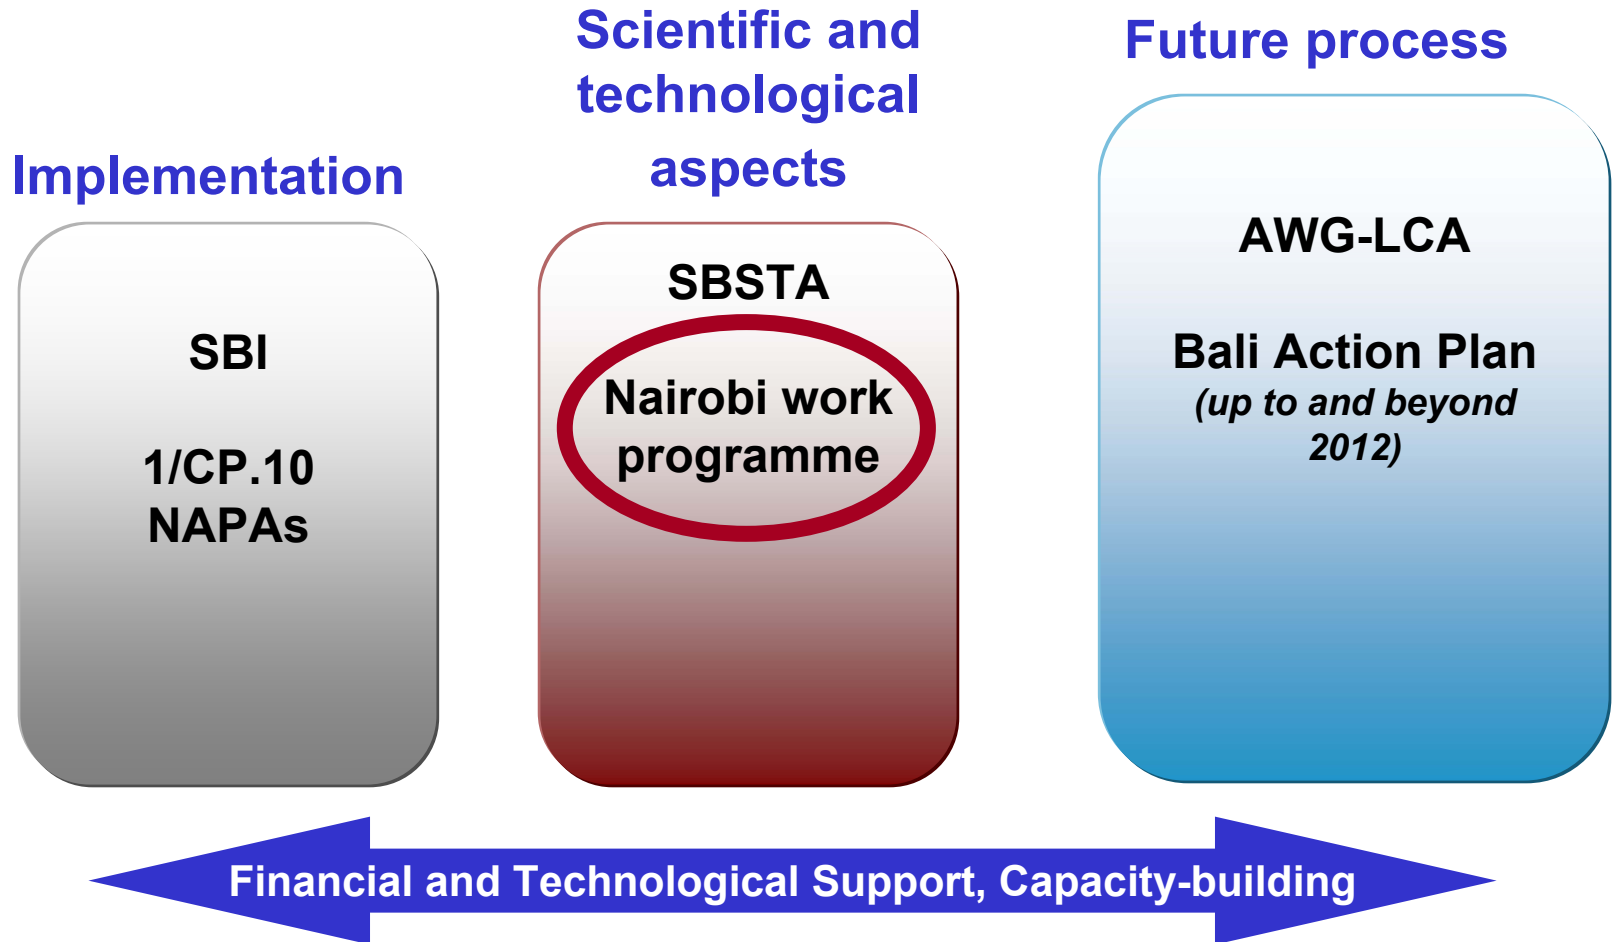 Implementation
SBI
1/CP.10
NAPAs
Scientific and
technological
aspects
SBSTA
Nairobi work
programme
Future process
AWG-LCA
Bali Action Plan
(up to and beyond
2012)
Financial and Technological Support, Capacity-building